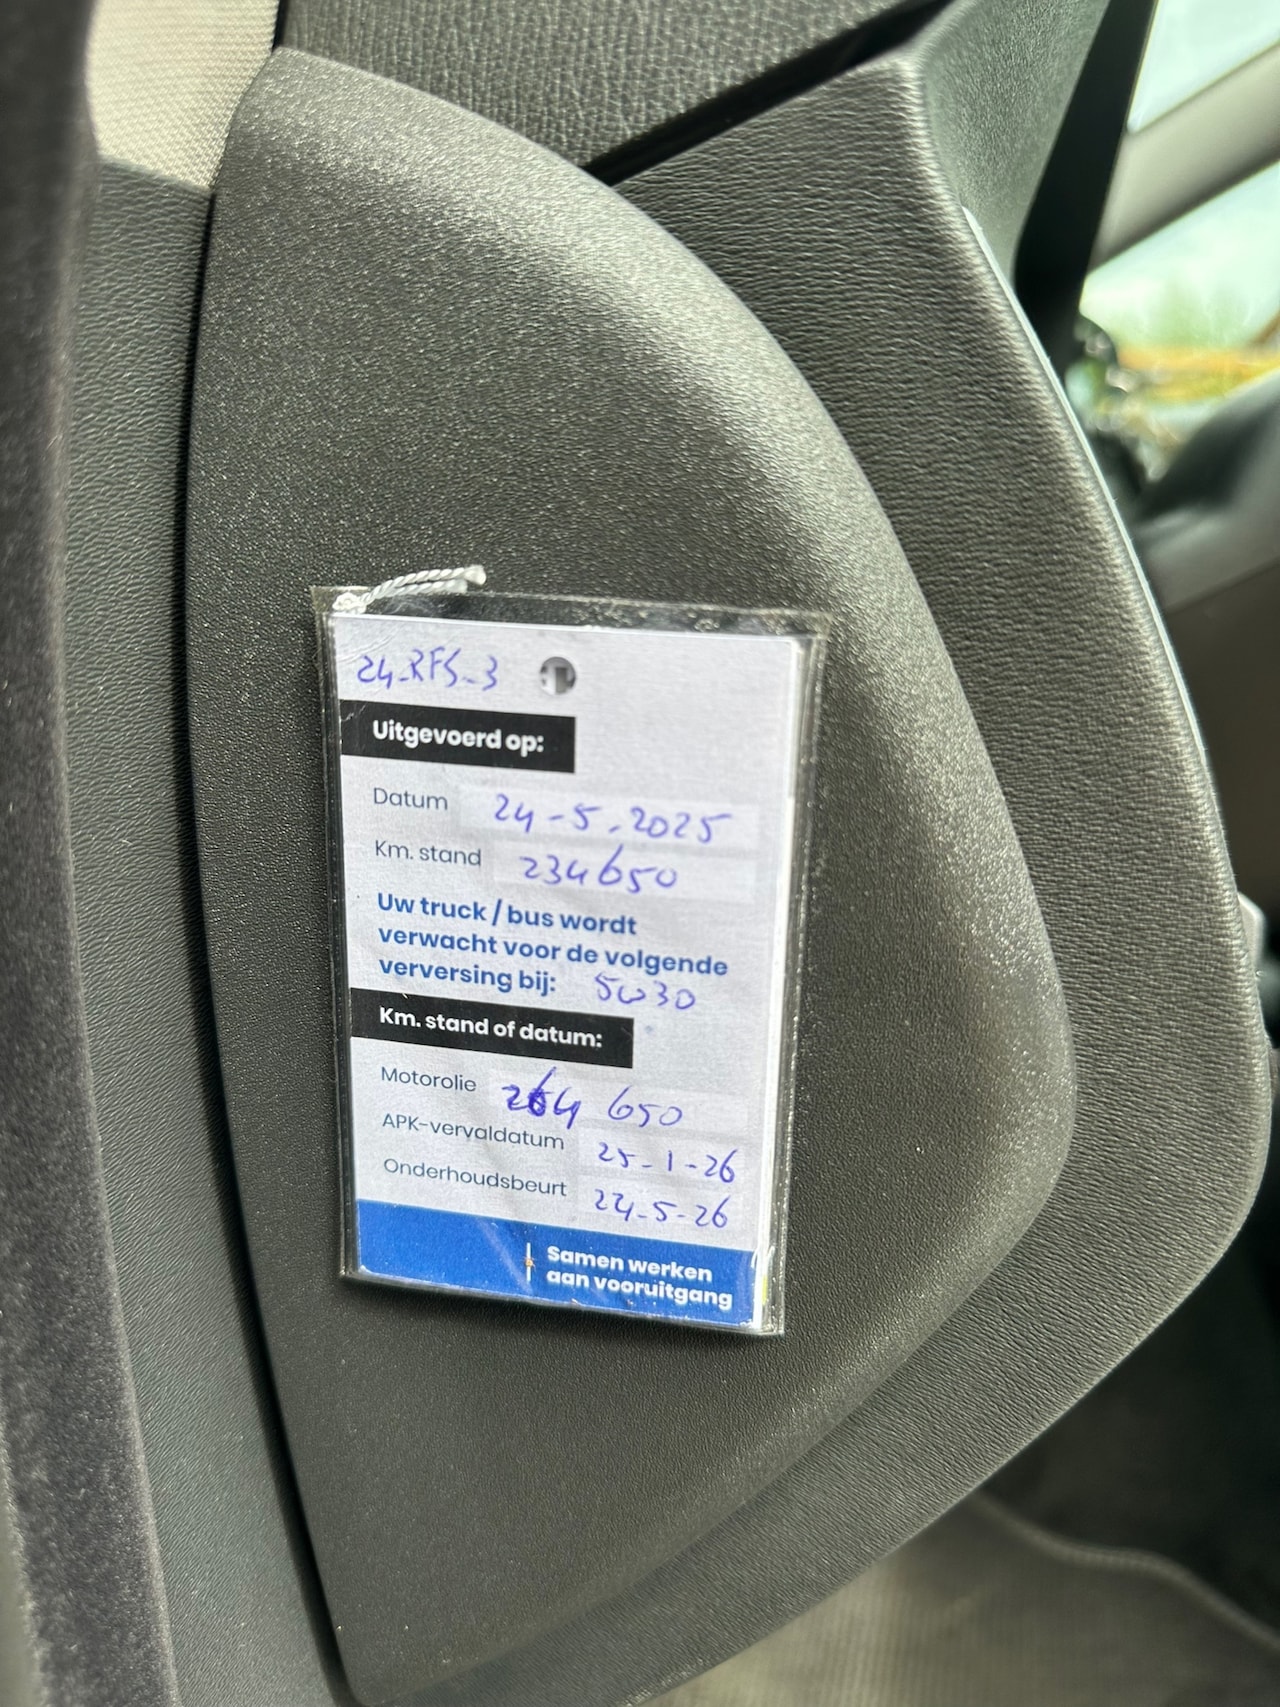 24-RFS-3
Uitgevoerd op:
Datum 24-5-2025
Km. stand 234650
Uw truck / bus wordt
verwacht voor de volgende
verversing bij: 5W30
Km. stand of datum:
Motorolie 264 650
APK-vervaldatum 25-1-26
Onderhoudsbeurt 24-5-26
Samen werken
aan vooruitgang